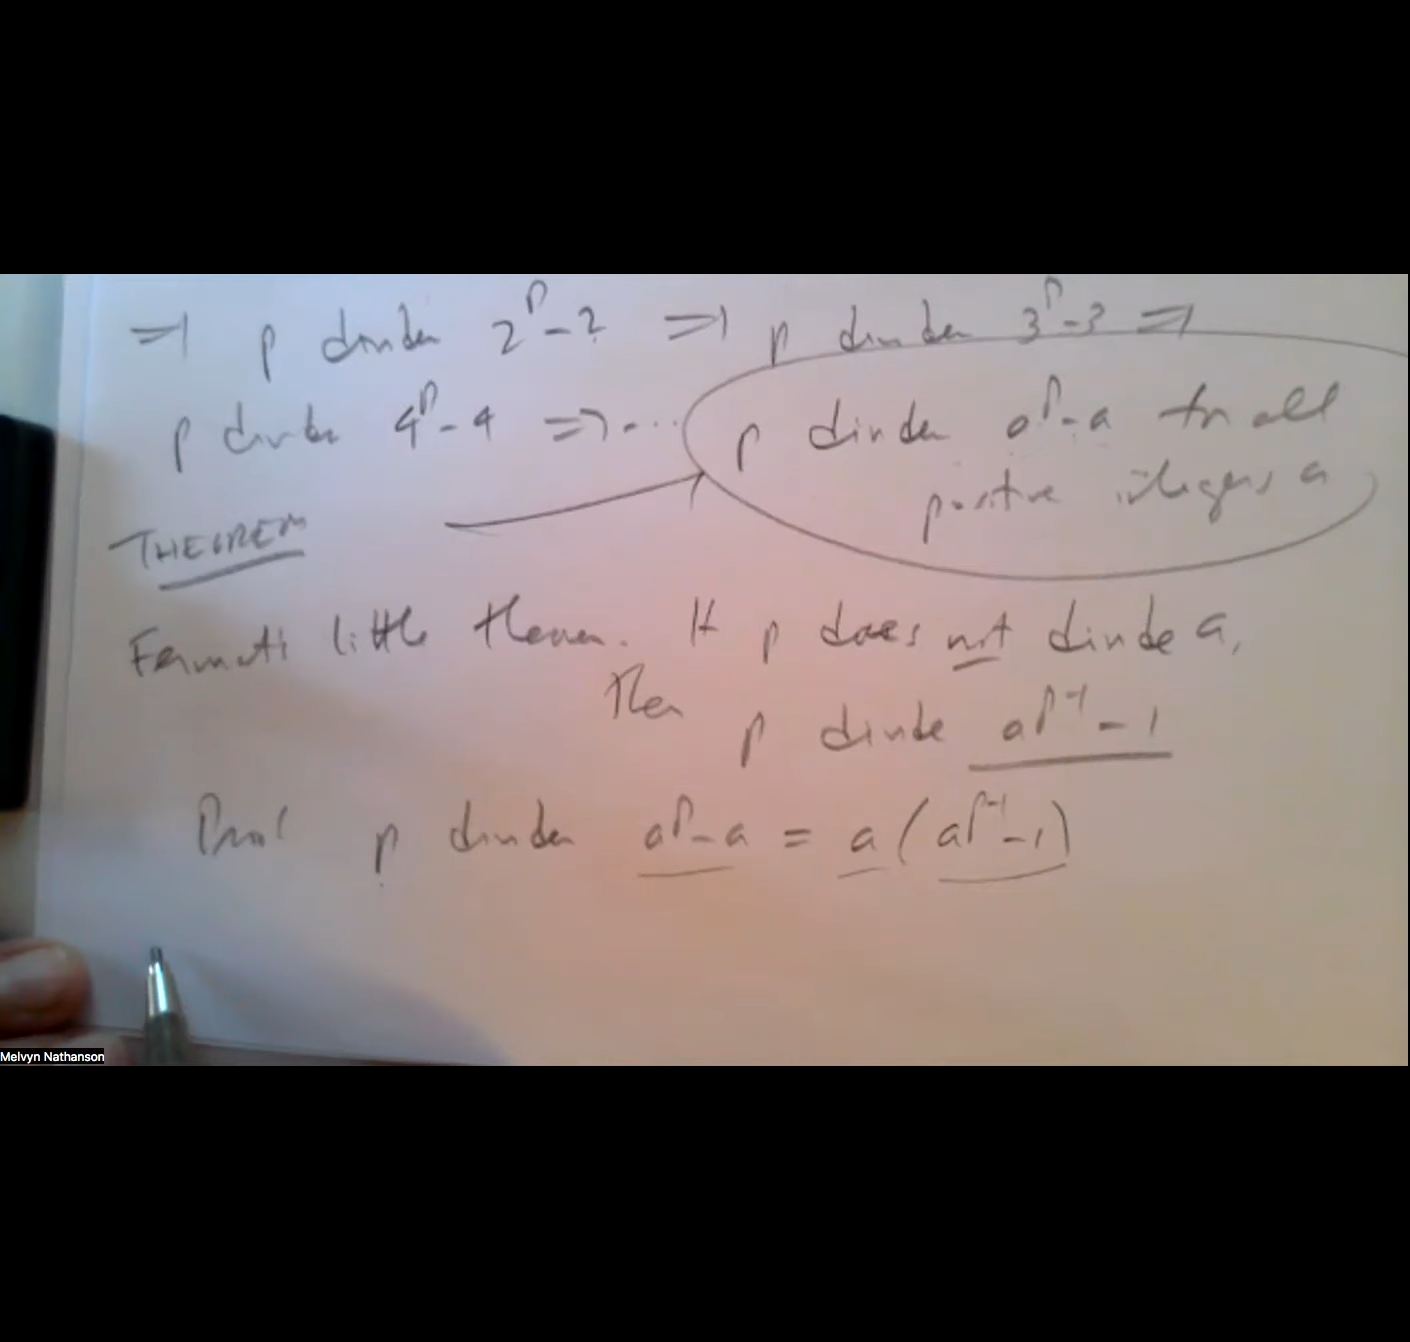 ⇒ p divides 2^p - 2 ⇒ p divides 3^p - 3 ⇒
p divides 4^p - 4 ⇒ ... p divides a^p - a for all
positive integers a
THEOREM
Fermat's little theorem. If p does not divide a,
then p divides a^{p-1} - 1
Proof p divides a^p - a = a(a^{p-1} - 1)
Melvyn Nathanson